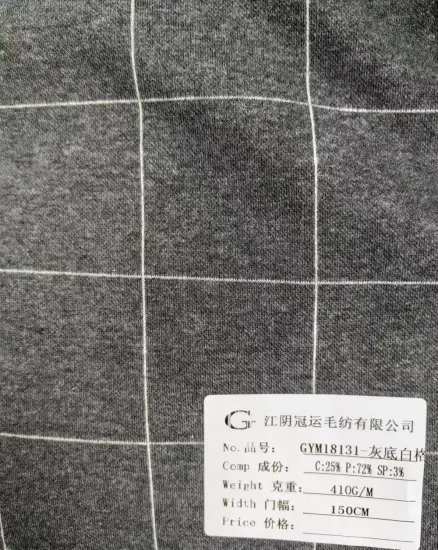 G 江阴冠运毛纺有限公司
No.品号: GYM18131-灰底白格
Comp 成份: C:25% P:72% SP:3%
Weight 克重: 410G/M
Width 门幅: 150CM
Price 价格: